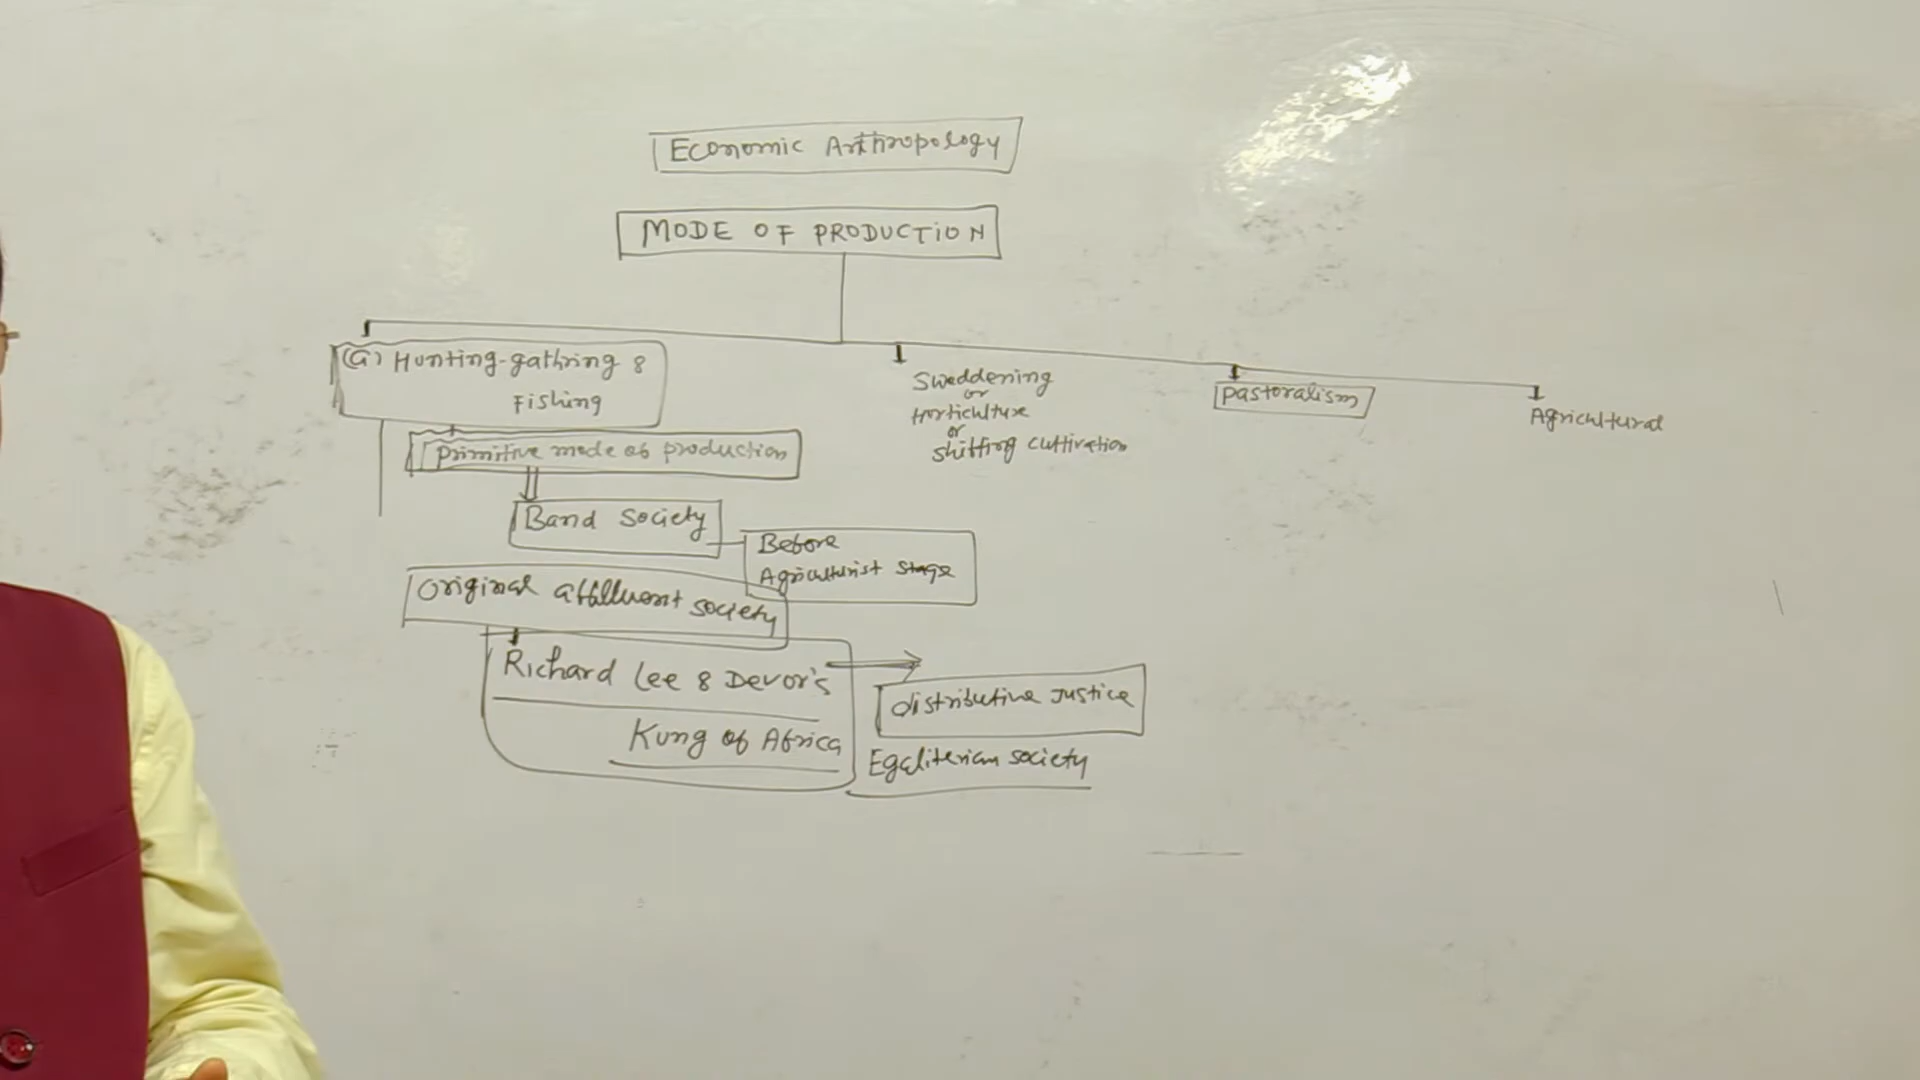 Economic Anthropology
MODE OF PRODUCTION
(a) Hunting-gathring &
Fishing
Sweddening
or
Horticulture
or
shifting cultivation
Pastoralism
Agricultural
Primitive mode of production
Band Society
Before
Agriculturist stage
Original affluent society
Richard Lee & Devor's
Kung of Africa
distributive Justice
Egaliterian society